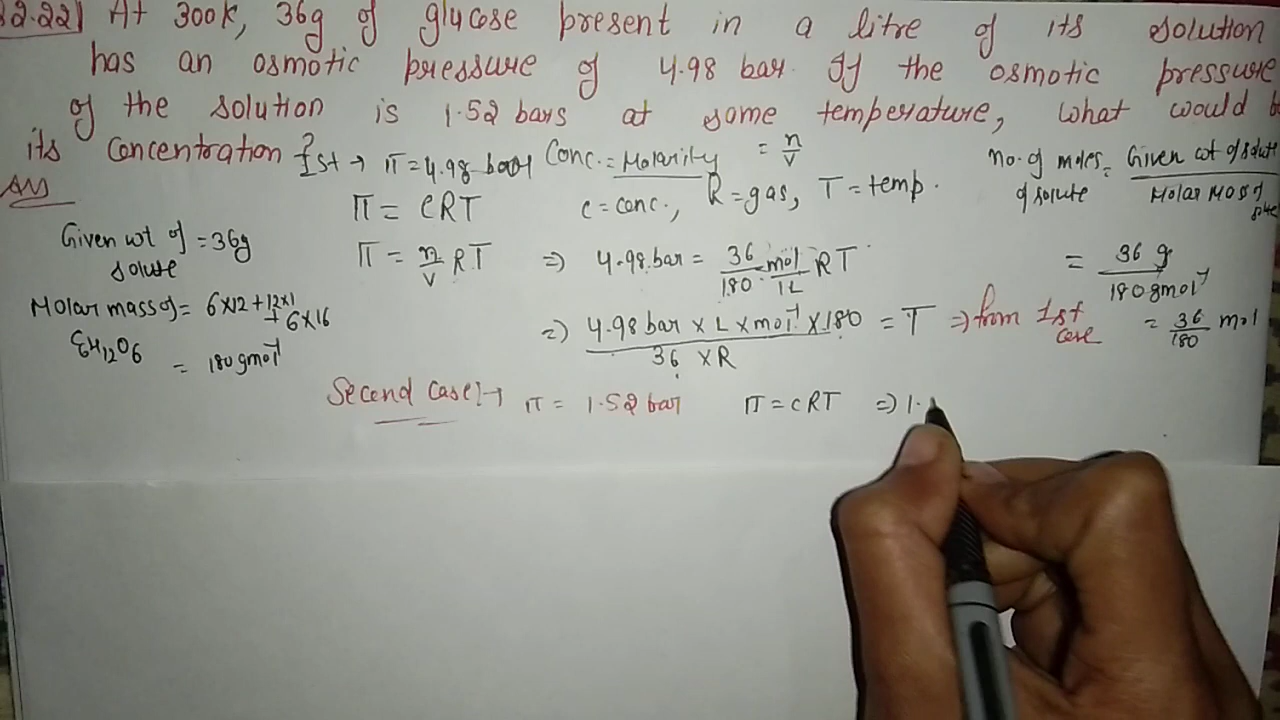 2.22) At 300K, 36g of glucose present in a litre of its solution
has an osmotic pressure of 4.98 bar. If the osmotic pressure
of the solution is 1.52 bars at some temperature, what would b
its concentration ?
Ans
Ist → π = 4.98 bar
Conc. = Molarity = n/V
no. of moles of solute = Given wt of solute / Molar Mass of
π = CRT
c = conc., R = gas, T = temp.
Given wt of solute = 36g
π = n/V RT ⇒ 4.98 bar = 36/180 mol/1L RT
= 36 g / 180 gmol⁻¹
Molar mass of C6H12O6 = 6×12 + 12×1 + 6×16
= 180 gmol⁻¹
⇒ 4.98 bar × L × mol⁻¹ × 180 / 36 × R = T ⇒ from 1st case
= 36/180 mol
Second case :→ π = 1.52 bar π = CRT ⇒ 1.